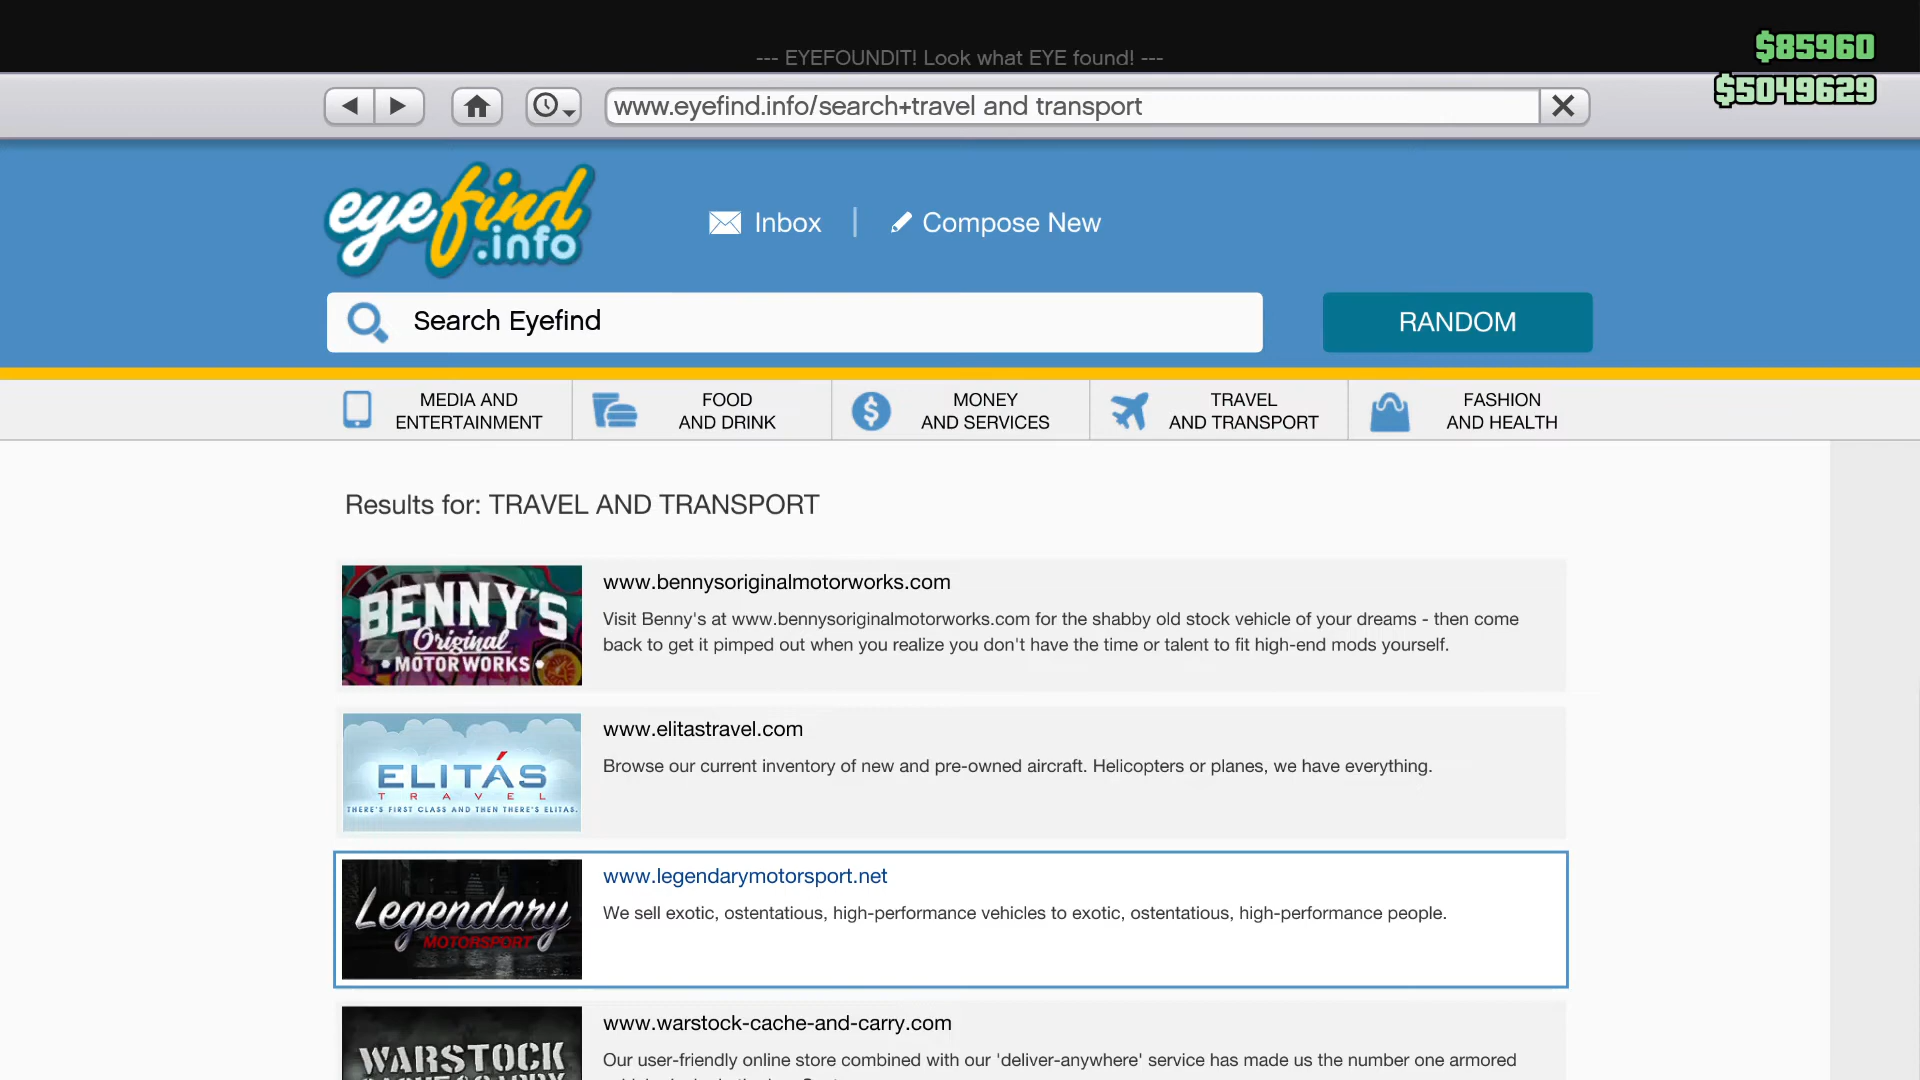 --- EYEFOUNDIT! Look what EYE found! ---
$85960
$5049629
www.eyefind.info/search+travel and transport
eyefind
.info
Inbox
Compose New
Search Eyefind
RANDOM
MEDIA AND
ENTERTAINMENT
FOOD
AND DRINK
MONEY
AND SERVICES
TRAVEL
AND TRANSPORT
FASHION
AND HEALTH
Results for: TRAVEL AND TRANSPORT
BENNY'S
Original
MOTOR WORKS
www.bennysoriginalmotorworks.com
Visit Benny's at www.bennysoriginalmotorworks.com for the shabby old stock vehicle of your dreams - then come
back to get it pimped out when you realize you don't have the time or talent to fit high-end mods yourself.
ELITÁS
TRAVEL
THERE'S FIRST CLASS AND THEN THERE'S ELITAS.
www.elitastravel.com
Browse our current inventory of new and pre-owned aircraft. Helicopters or planes, we have everything.
Legendary
MOTORSPORT
www.legendarymotorsport.net
We sell exotic, ostentatious, high-performance vehicles to exotic, ostentatious, high-performance people.
WARSTOCK
www.warstock-cache-and-carry.com
Our user-friendly online store combined with our 'deliver-anywhere' service has made us the number one armored